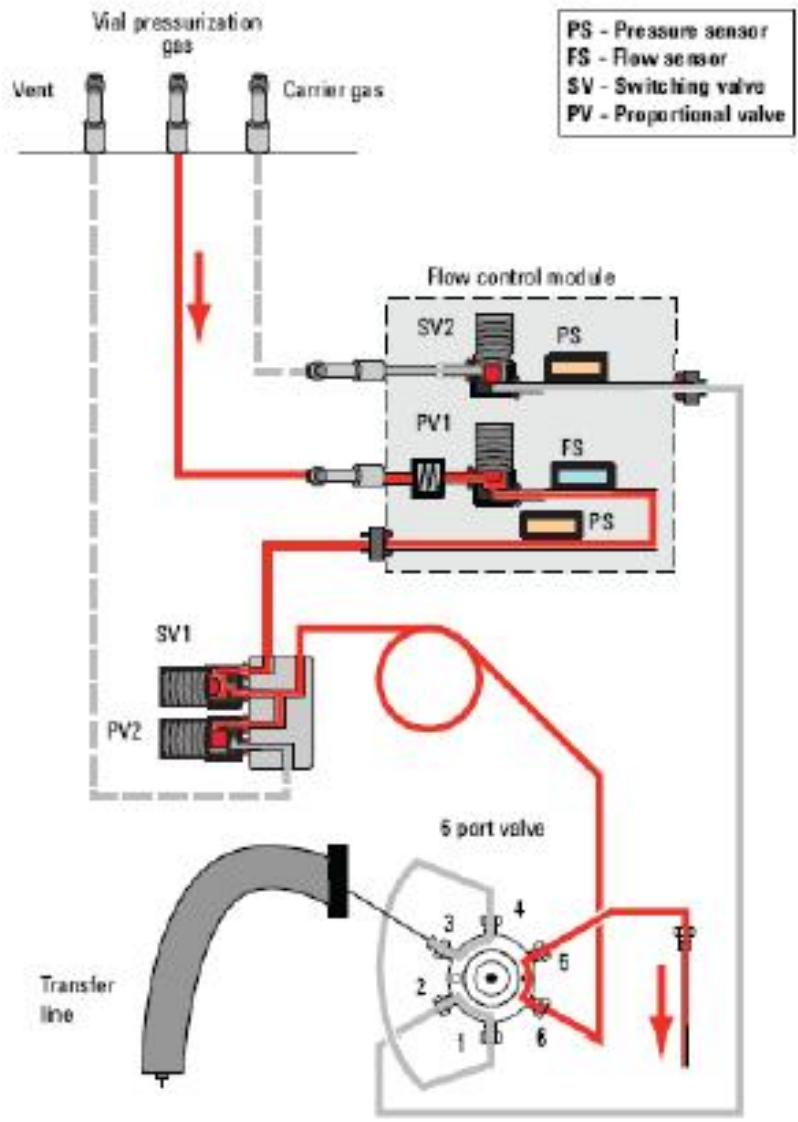 Vial pressurization
gas
Vent
Carrier gas
PS - Pressure sensor
FS - Flow sensor
SV - Switching valve
PV - Proportional valve
Flow control module
SV2
PS
PV1
FS
PS
SV1
PV2
6 port valve
4
3
5
2
1
6
Transfer
line